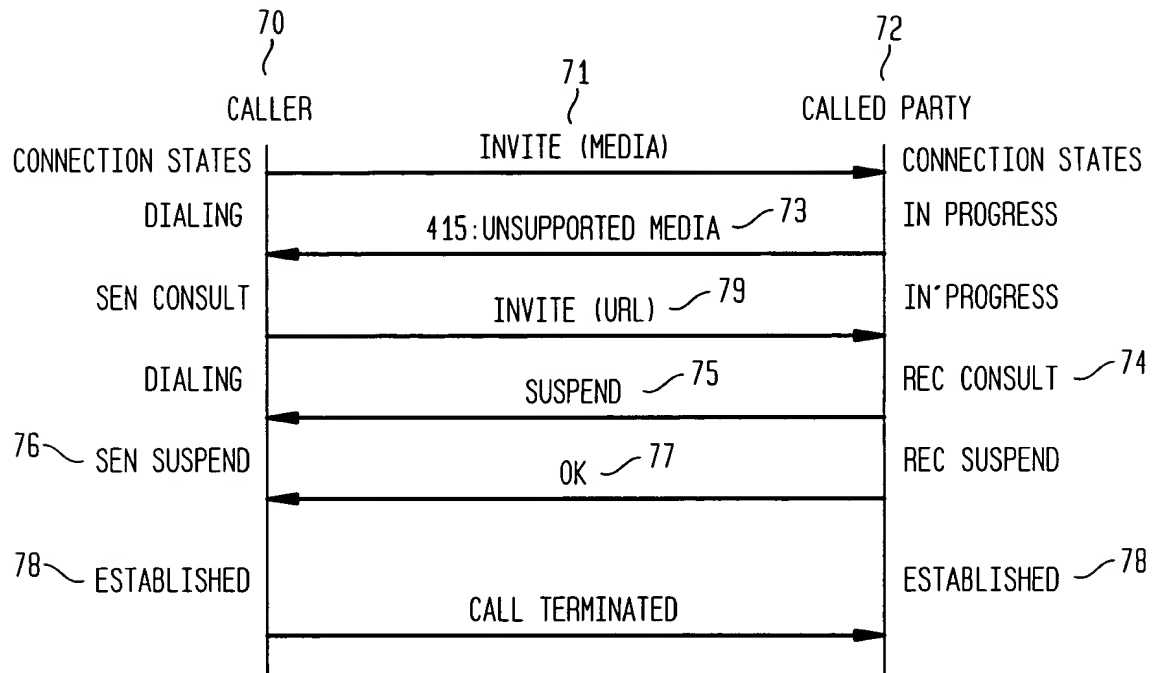 70
72
71
CALLER
CALLED PARTY
INVITE (MEDIA)
CONNECTION STATES
CONNECTION STATES
DIALING
415:UNSUPPORTED MEDIA
73
IN PROGRESS
SEN CONSULT
INVITE (URL)
79
IN'PROGRESS
DIALING
SUSPEND
75
REC CONSULT
74
76
SEN SUSPEND
OK
77
REC SUSPEND
78
ESTABLISHED
ESTABLISHED
78
CALL TERMINATED